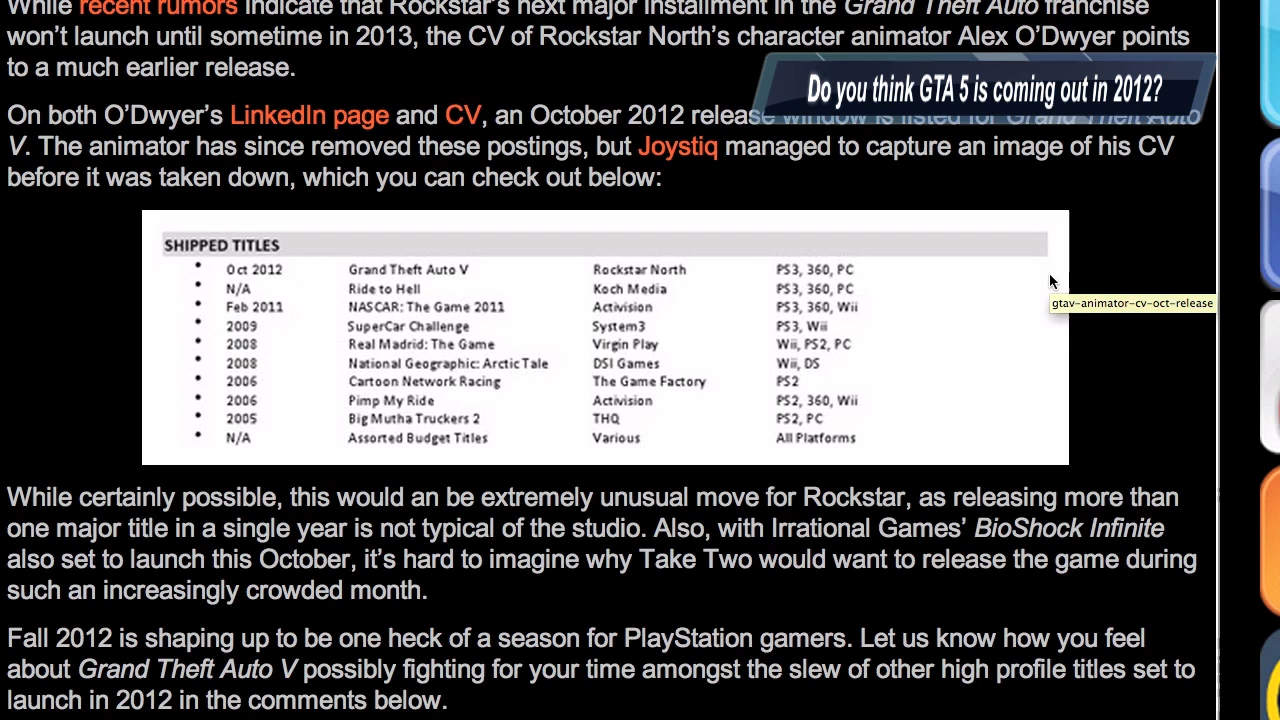 While recent rumors indicate that Rockstar's next major installment in the Grand Theft Auto franchise
won't launch until sometime in 2013, the CV of Rockstar North's character animator Alex O'Dwyer points
to a much earlier release.
Do you think GTA 5 is coming out in 2012?
On both O'Dwyer's LinkedIn page and CV, an October 2012 release window is listed for Grand Theft Auto
V. The animator has since removed these postings, but Joystiq managed to capture an image of his CV
before it was taken down, which you can check out below:
SHIPPED TITLES
• Oct 2012 Grand Theft Auto V Rockstar North PS3, 360, PC
• N/A Ride to Hell Koch Media PS3, 360, PC
• Feb 2011 NASCAR: The Game 2011 Activision PS3, 360, Wii
• 2009 SuperCar Challenge System3 PS3, Wii
• 2008 Real Madrid: The Game Virgin Play Wii, PS2, PC
• 2008 National Geographic: Arctic Tale DSI Games Wii, DS
• 2006 Cartoon Network Racing The Game Factory PS2
• 2006 Pimp My Ride Activision PS2, 360, Wii
• 2005 Big Mutha Truckers 2 THQ PS2, PC
• N/A Assorted Budget Titles Various All Platforms
gtav-animator-cv-oct-release
While certainly possible, this would an be extremely unusual move for Rockstar, as releasing more than
one major title in a single year is not typical of the studio. Also, with Irrational Games' BioShock Infinite
also set to launch this October, it's hard to imagine why Take Two would want to release the game during
such an increasingly crowded month.
Fall 2012 is shaping up to be one heck of a season for PlayStation gamers. Let us know how you feel
about Grand Theft Auto V possibly fighting for your time amongst the slew of other high profile titles set to
launch in 2012 in the comments below.